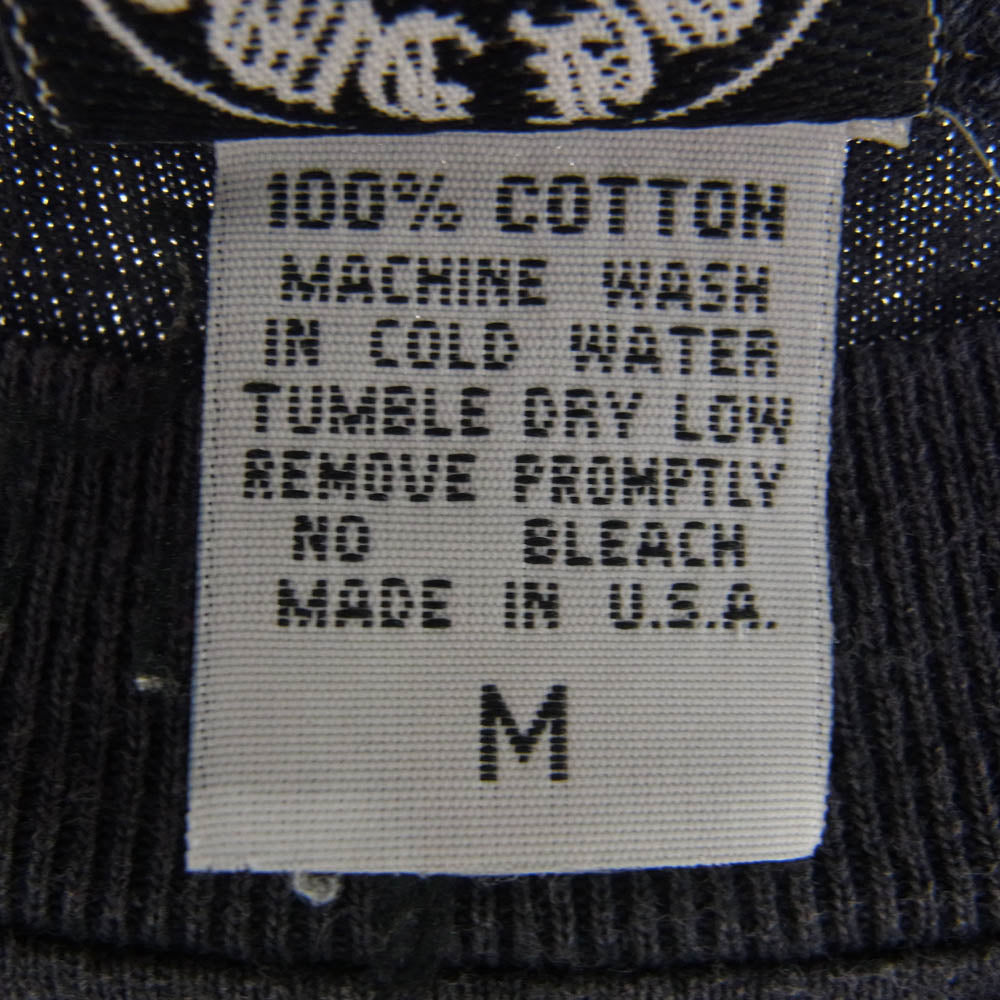 100% COTTON
MACHINE WASH
IN COLD WATER
TUMBLE DRY LOW
REMOVE PROMPTLY
NO BLEACH
MADE IN U.S.A.
M